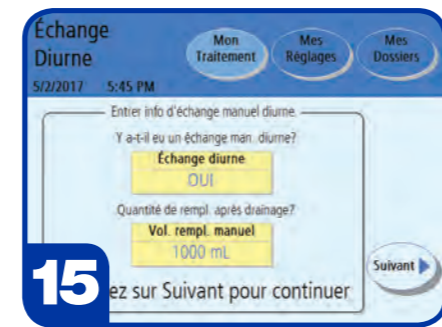 Échange
Diurne
Mon
Traitement
Mes
Réglages
Mes
Dossiers
5/2/2017 5:45 PM
Entrer info d'échange manuel diurne.
Y a-t-il eu un échange man. diurne?
Échange diurne
OUI
Quantité de rempl. après drainage?
Vol. rempl. manuel
1000 mL
Suivant
15
ez sur Suivant pour continuer